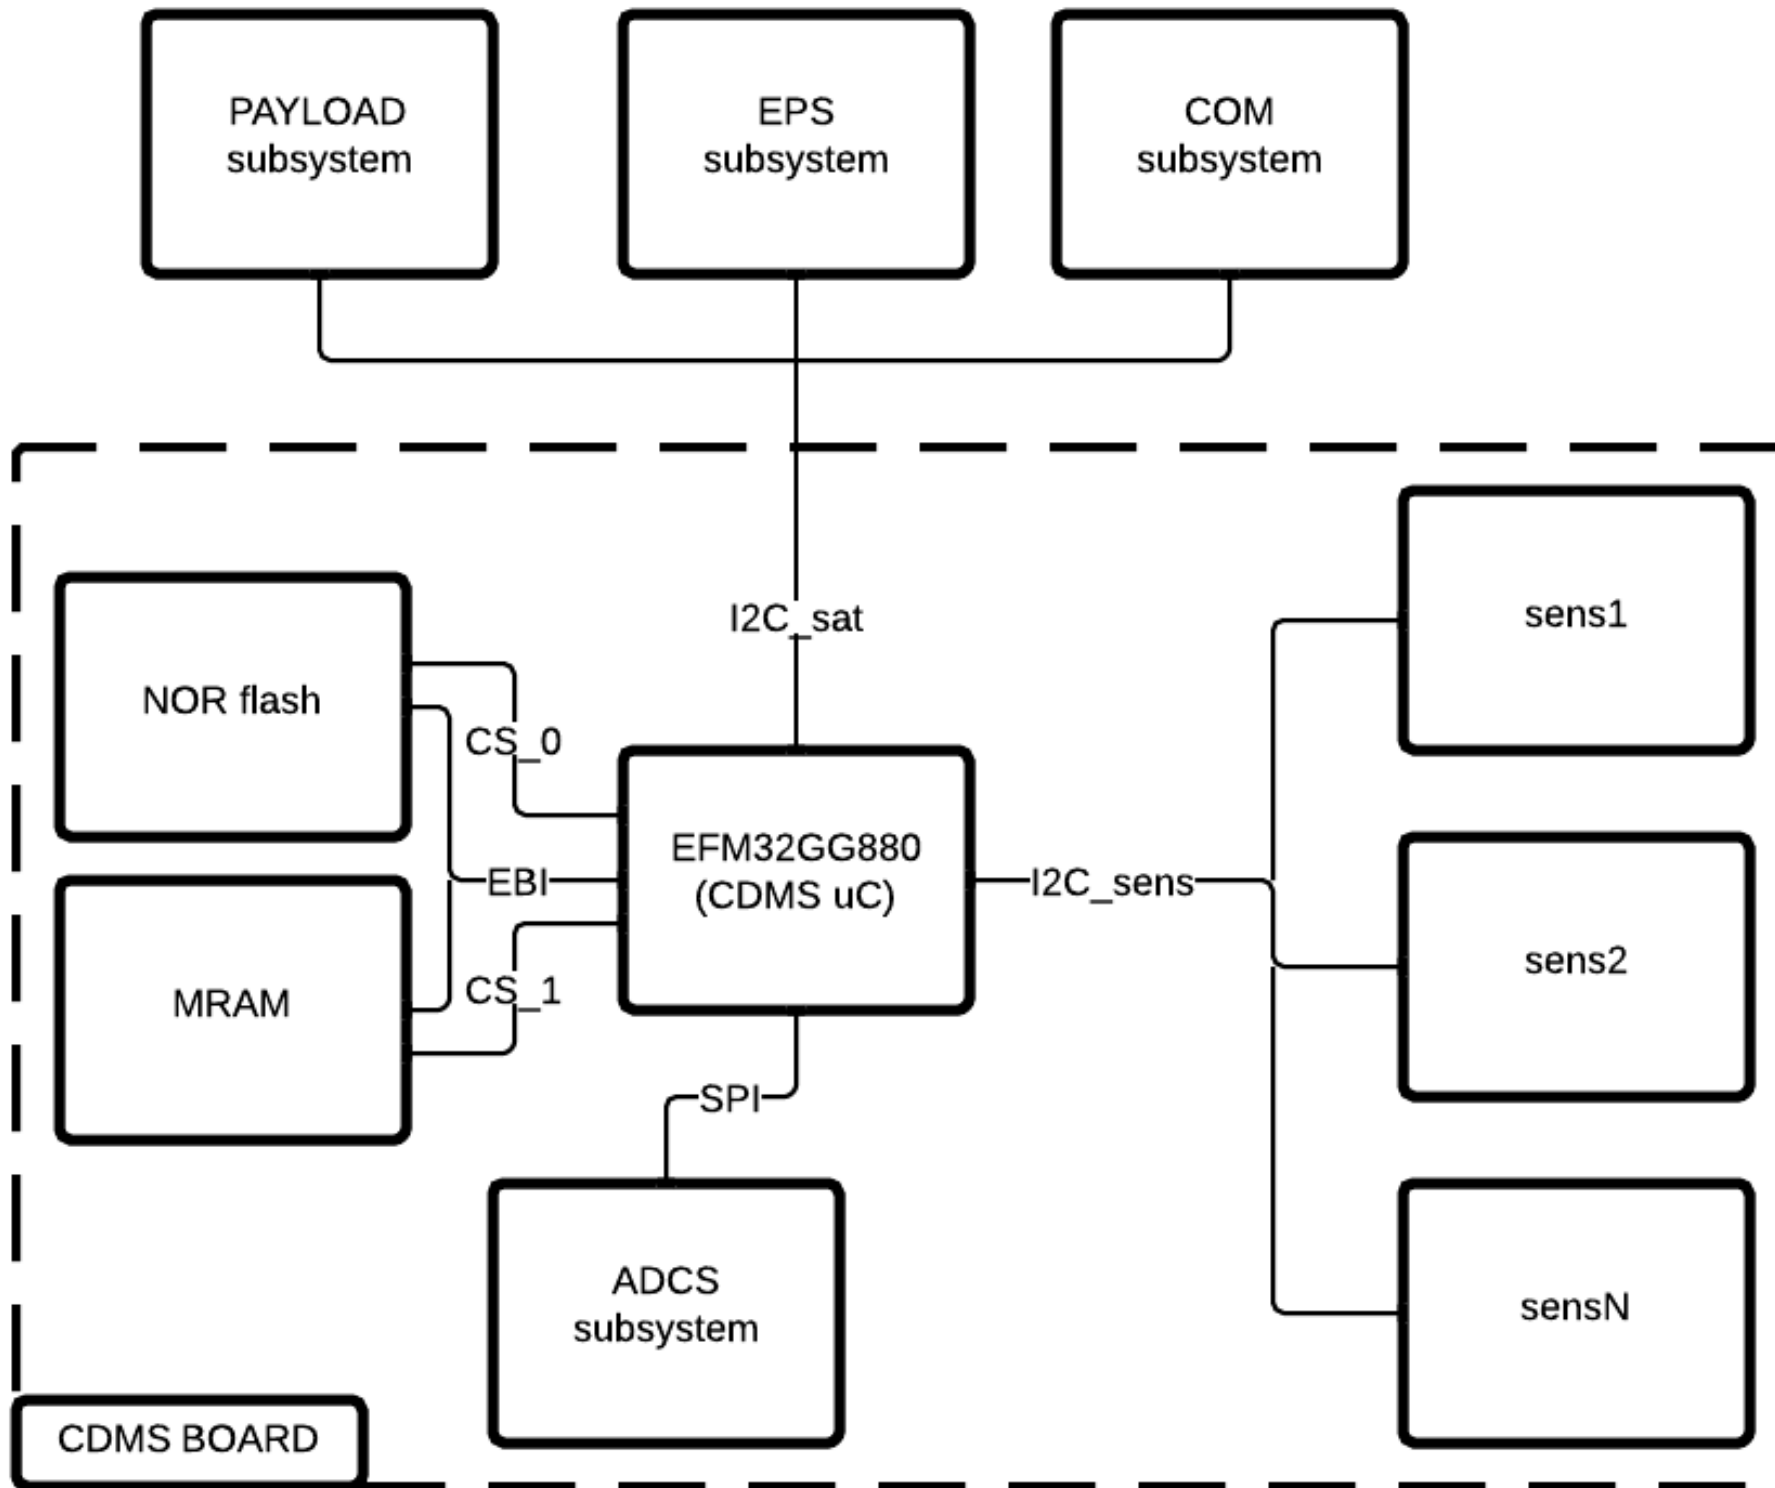 PAYLOAD
subsystem
EPS
subsystem
COM
subsystem
I2C_sat
NOR flash
CS_0
EBI
CS_1
MRAM
EFM32GG880
(CDMS uC)
I2C_sens
sens1
sens2
sensN
SPI
ADCS
subsystem
CDMS BOARD